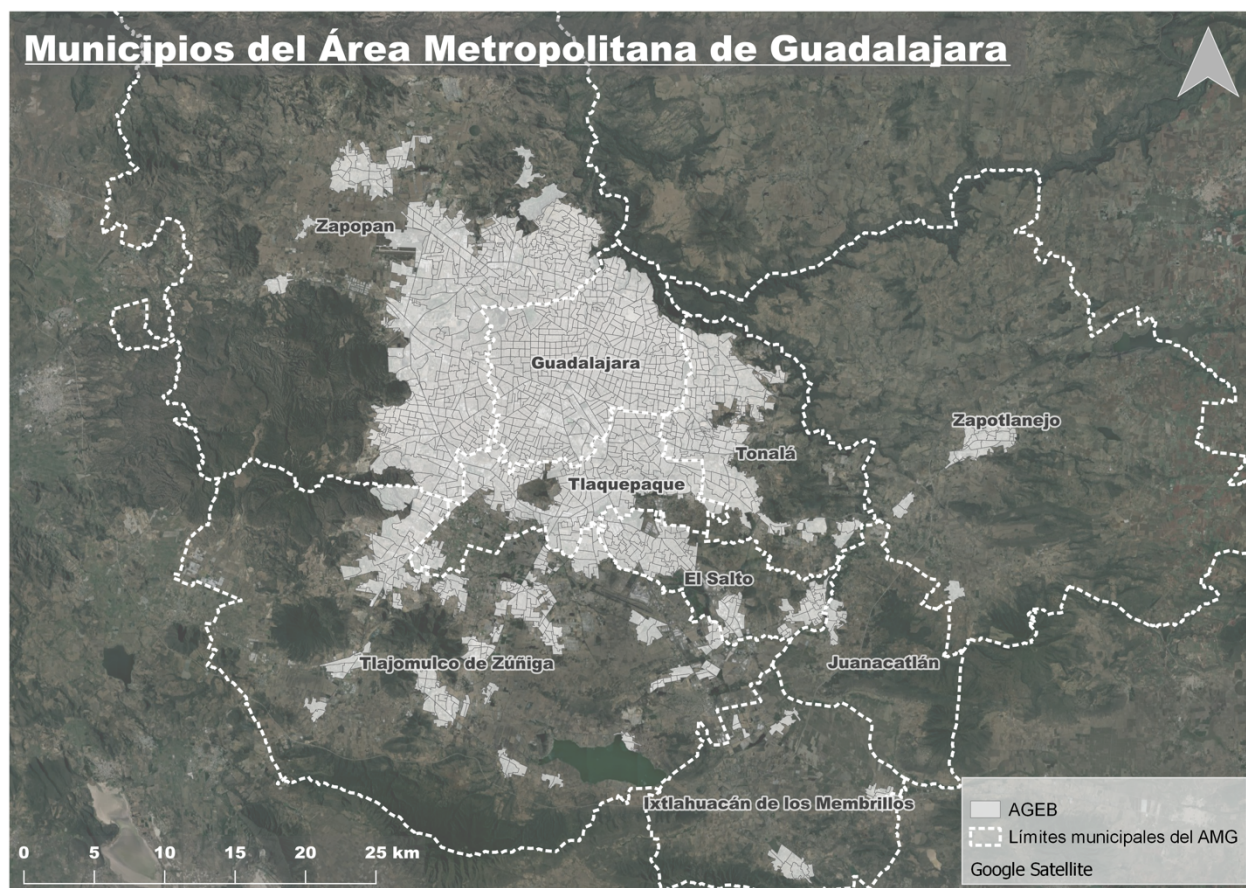 Municipios del Área Metropolitana de Guadalajara
Zapopan
Guadalajara
Zapotlanejo
Tonalá
Tlaquepaque
El Salto
Tlajomulco de Zúñiga
Juanacatlán
Ixtlahuacán de los Membrillos
AGEB
Límites municipales del AMG
Google Satellite
0 5 10 15 20 25 km